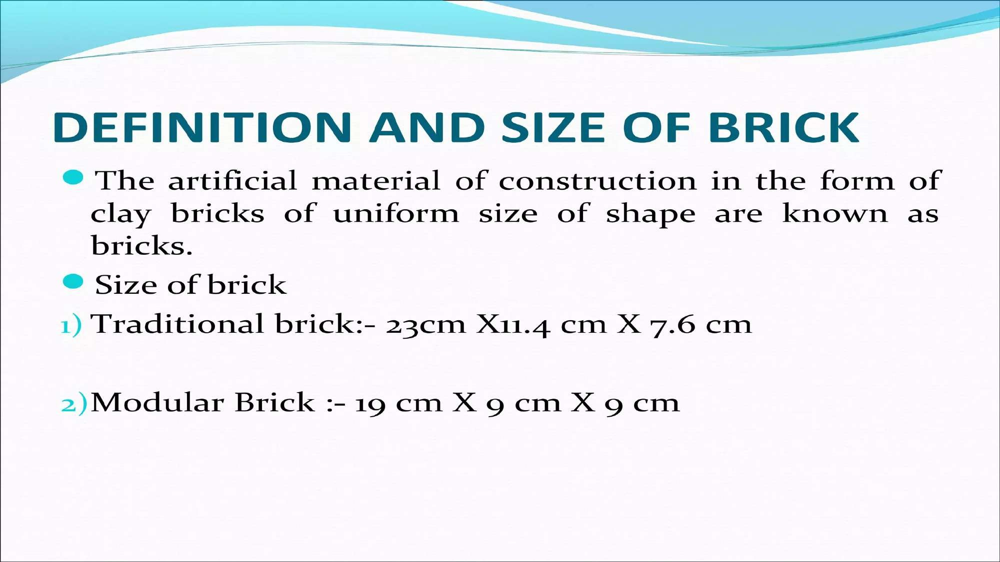 DEFINITION AND SIZE OF BRICK
The artificial material of construction in the form of
clay bricks of uniform size of shape are known as
bricks.
Size of brick
1) Traditional brick:- 23cm X11.4 cm X 7.6 cm
2)Modular Brick :- 19 cm X 9 cm X 9 cm